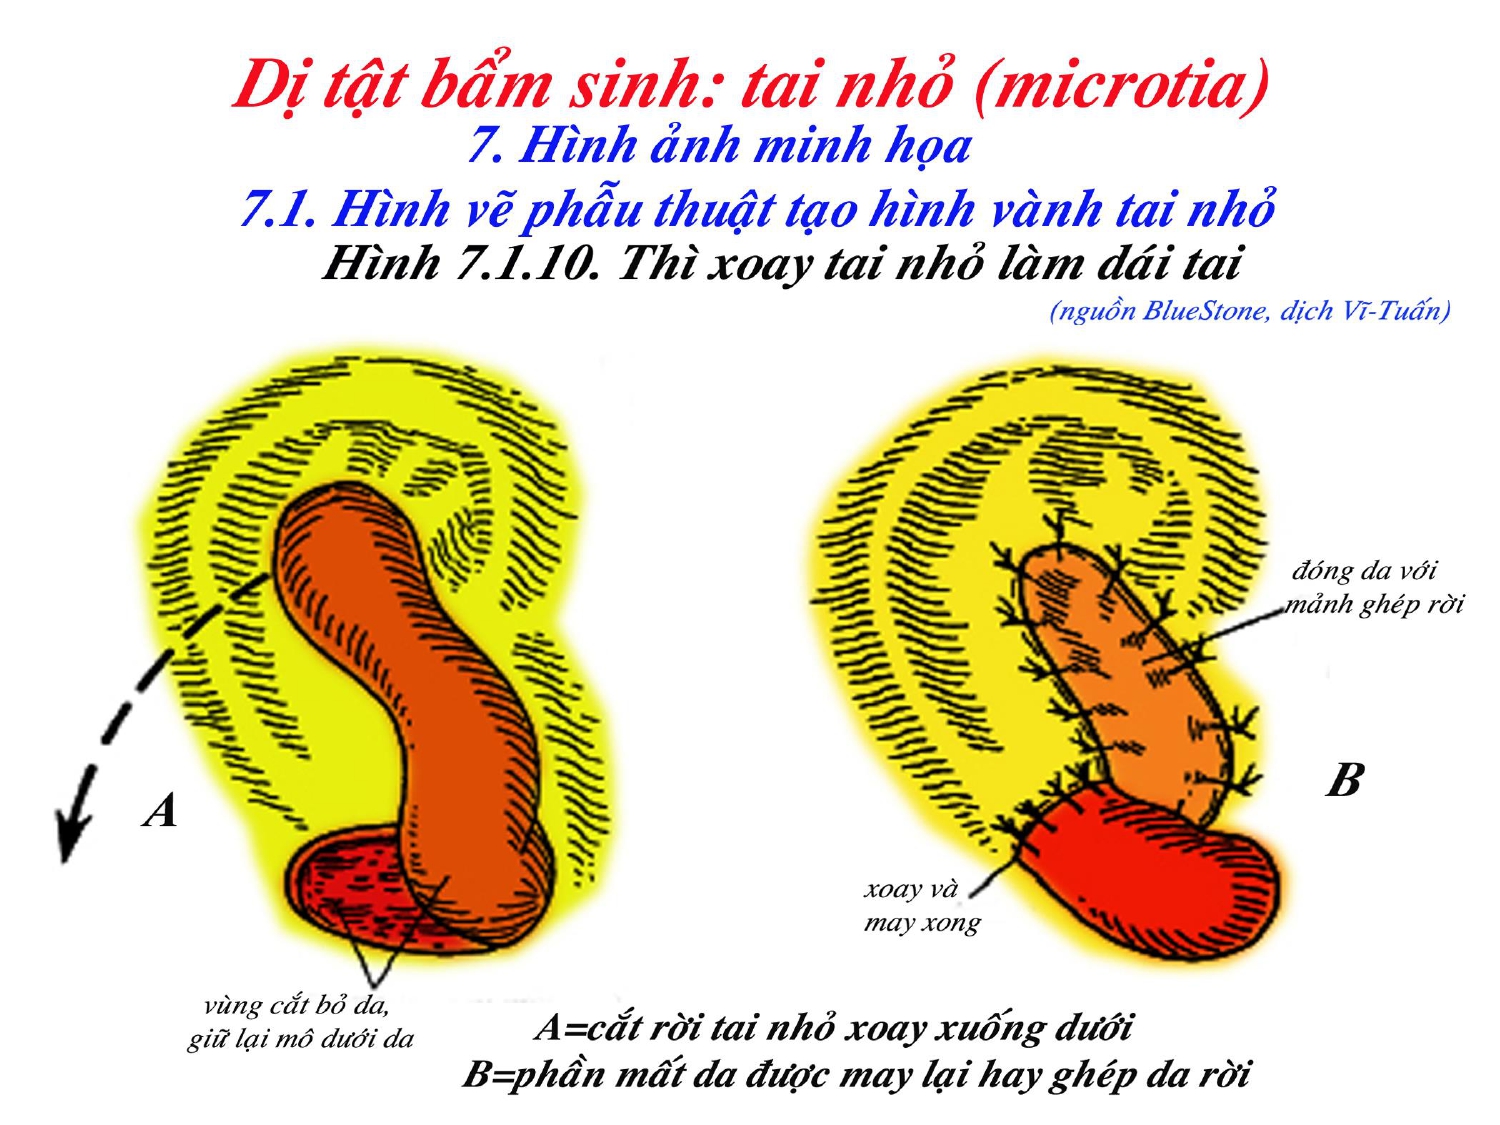 Dị tật bẩm sinh: tai nhỏ (microtia)
7. Hình ảnh minh họa
7.1. Hình vẽ phẫu thuật tạo hình vành tai nhỏ
Hình 7.1.10. Thì xoay tai nhỏ làm dái tai
(nguồn BlueStone, dịch Vĩ-Tuấn)
đóng da với
mảnh ghép rời
A
B
xoay và
may xong
vùng cắt bỏ da,
giữ lại mô dưới da
A=cắt rời tai nhỏ xoay xuống dưới
B=phần mất da được may lại hay ghép da rời